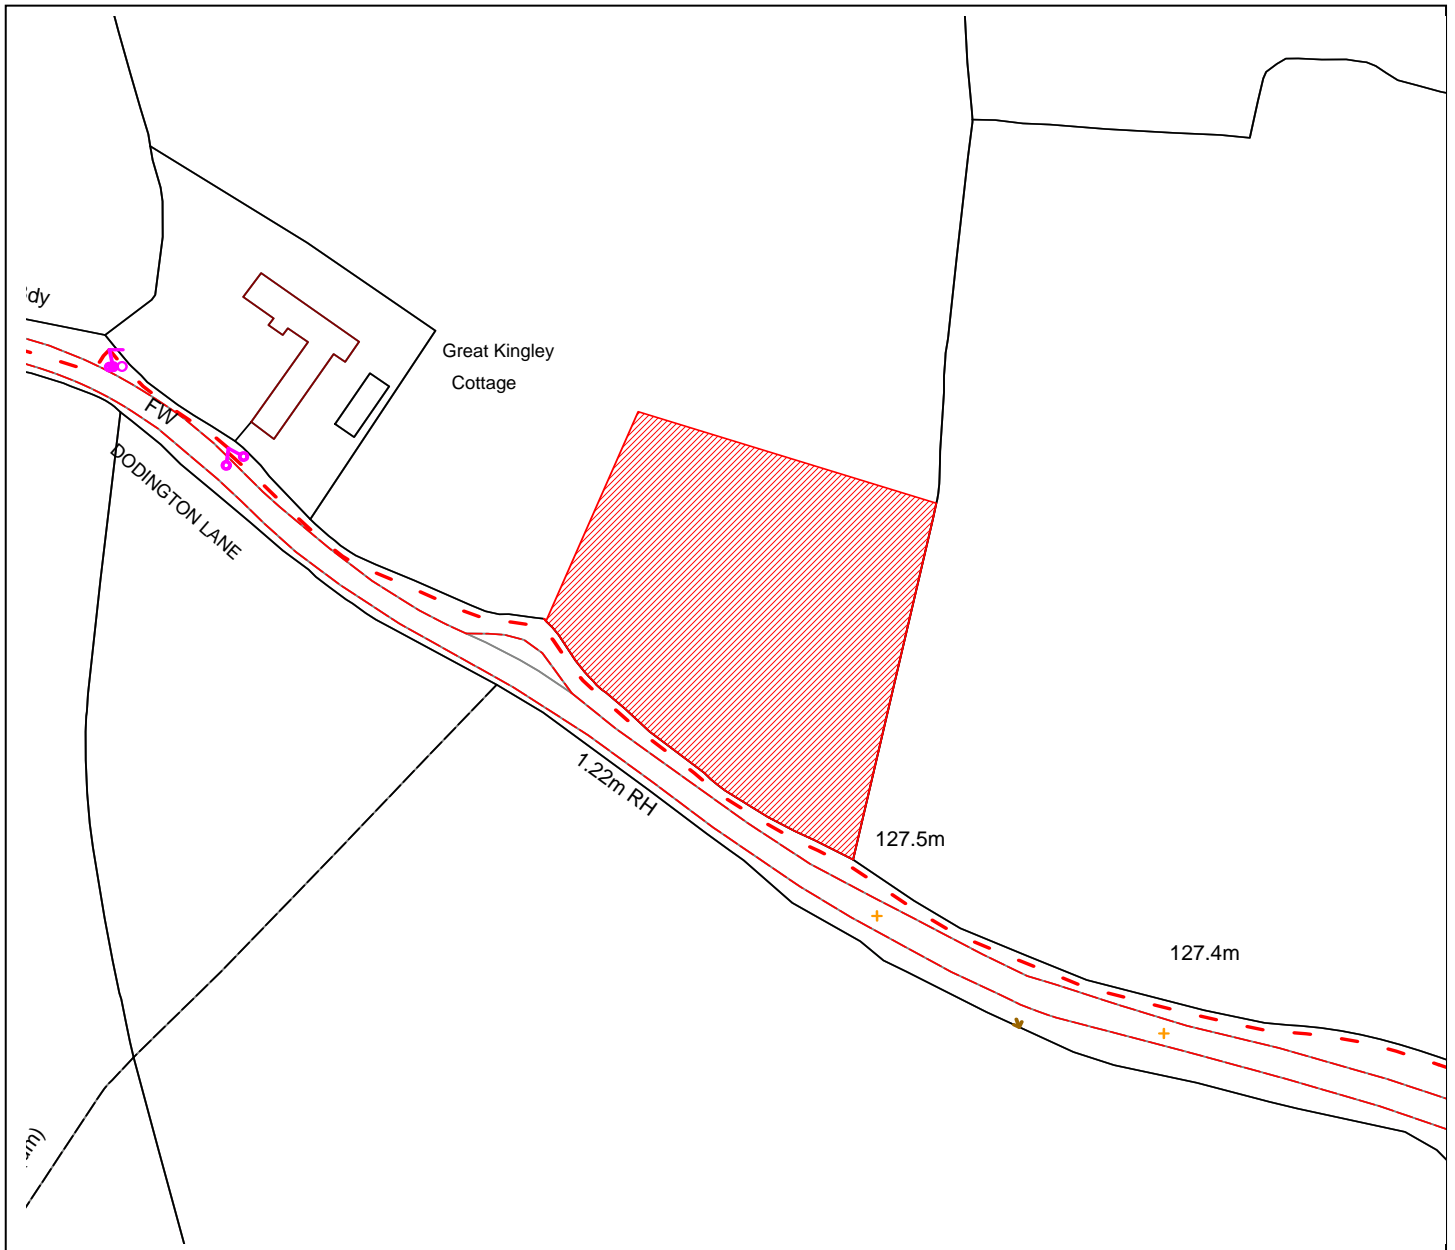 Great Kingley
Cottage
FW
DODINGTON LANE
1.22m RH
127.5m
127.4m